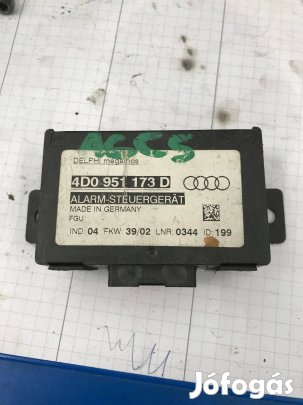 A6C5
DELPHI megamos
4D0 951 173 D
ALARM-STEUERGERÄT
MADE IN GERMANY
FGU
IND: 04 FKW: 39/02 LNR: 0344 ID: 199
Jófogás